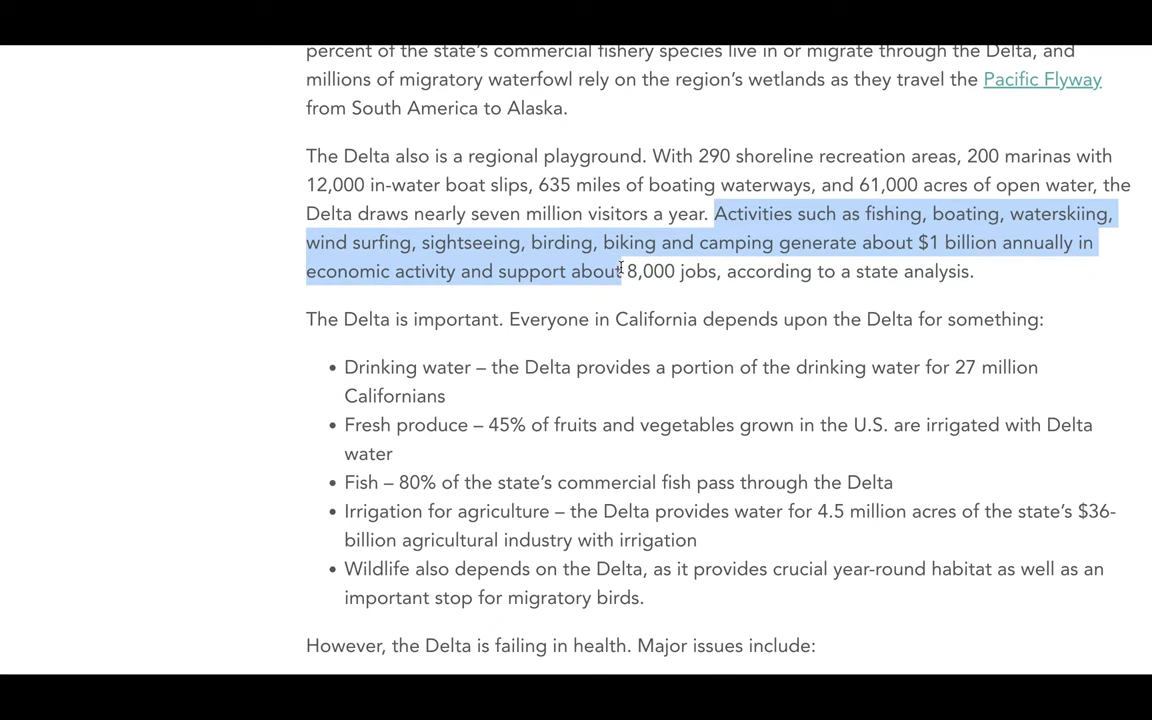 percent of the state's commercial fishery species live in or migrate through the Delta, and
millions of migratory waterfowl rely on the region's wetlands as they travel the Pacific Flyway
from South America to Alaska.
The Delta also is a regional playground. With 290 shoreline recreation areas, 200 marinas with
12,000 in-water boat slips, 635 miles of boating waterways, and 61,000 acres of open water, the
Delta draws nearly seven million visitors a year. Activities such as fishing, boating, waterskiing,
wind surfing, sightseeing, birding, biking and camping generate about $1 billion annually in
economic activity and support about 8,000 jobs, according to a state analysis.
The Delta is important. Everyone in California depends upon the Delta for something:
• Drinking water – the Delta provides a portion of the drinking water for 27 million
Californians
• Fresh produce – 45% of fruits and vegetables grown in the U.S. are irrigated with Delta
water
• Fish – 80% of the state's commercial fish pass through the Delta
• Irrigation for agriculture – the Delta provides water for 4.5 million acres of the state's $36-
billion agricultural industry with irrigation
• Wildlife also depends on the Delta, as it provides crucial year-round habitat as well as an
important stop for migratory birds.
However, the Delta is failing in health. Major issues include: